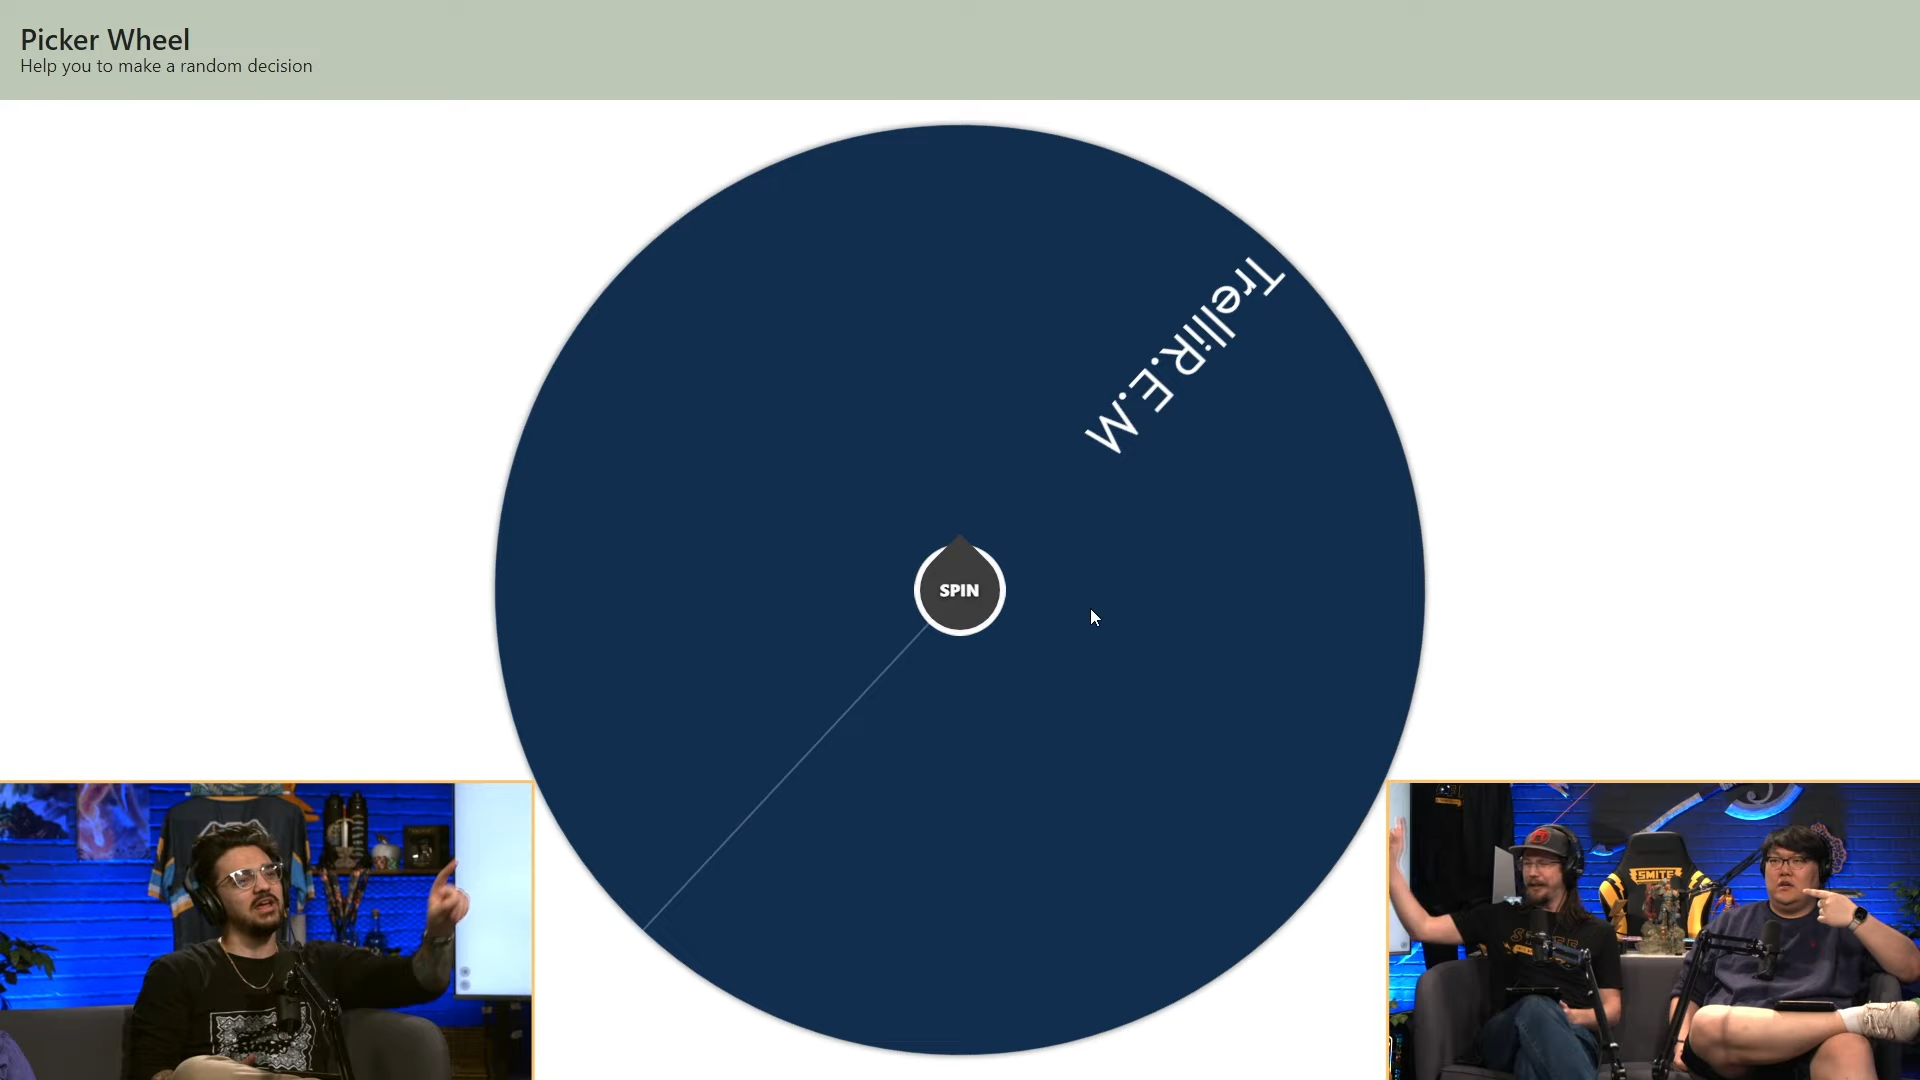 Picker Wheel
Help you to make a random decision
TrelliR.E.M
SPIN
SMITE